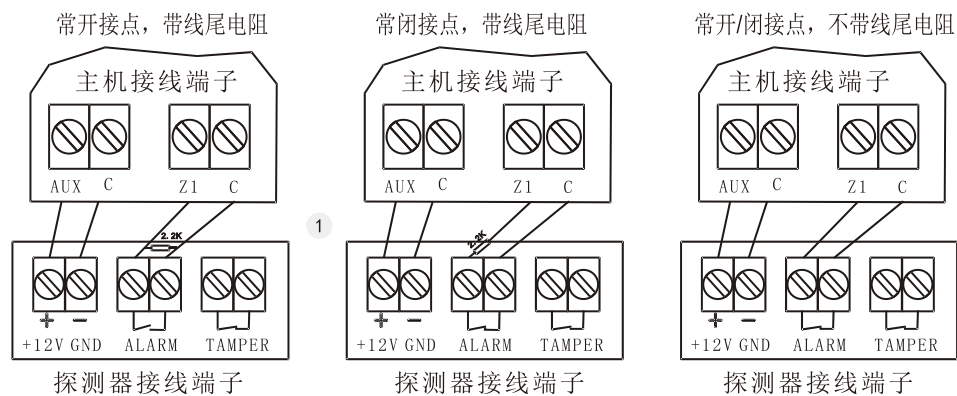 常开接点，带线尾电阻
主机接线端子
AUX C Z1 C
2.2K
+ −
+12V GND ALARM TAMPER
探测器接线端子
1
常闭接点，带线尾电阻
主机接线端子
AUX C Z1 C
2.2K
+ −
+12V GND ALARM TAMPER
探测器接线端子
常开/闭接点，不带线尾电阻
主机接线端子
AUX C Z1 C
+ −
+12V GND ALARM TAMPER
探测器接线端子